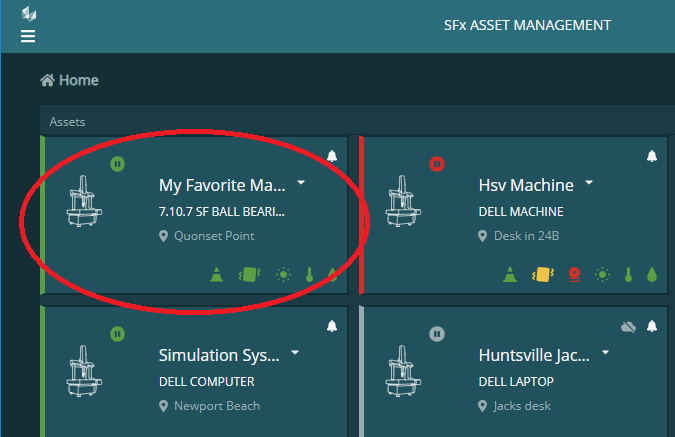 SFx ASSET MANAGEMENT
Home
Assets
My Favorite Ma...
7.10.7 SF BALL BEARI...
Quonset Point
Hsv Machine
DELL MACHINE
Desk in 24B
Simulation Sys...
DELL COMPUTER
Newport Beach
Huntsville Jac...
DELL LAPTOP
Jacks desk